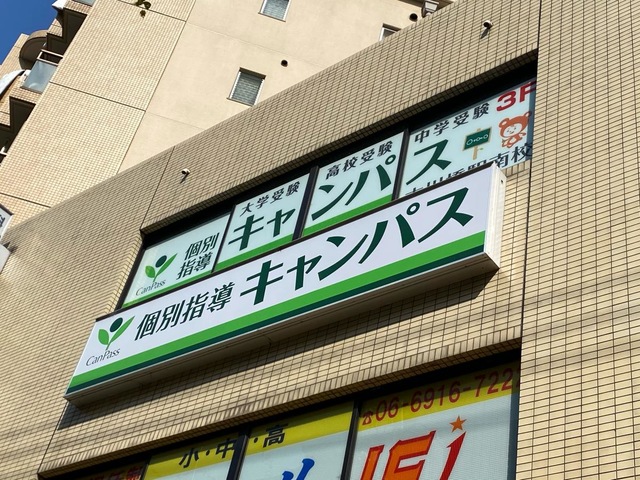 大学受験 高校受験 中学受験 3F
個別指導 キャンパス
CanPass
個別指導 キャンパス
CanPass
☎06-6916-722
小・中・高